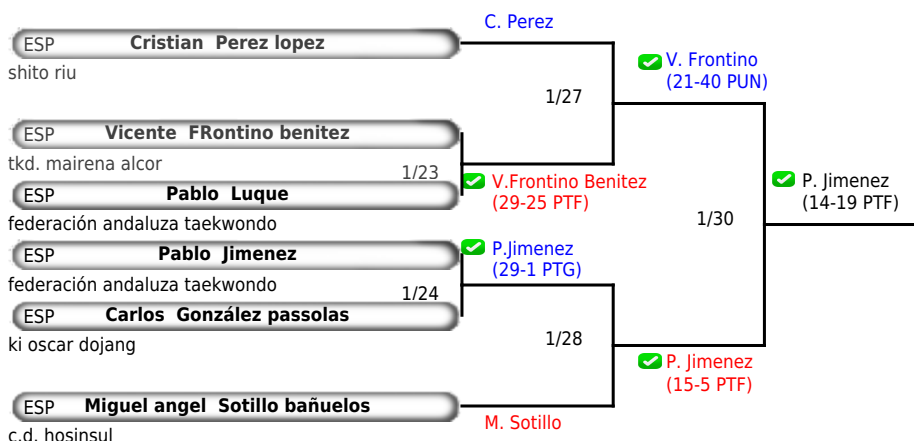 C. Perez
ESP Cristian Perez lopez
shito riu
V. Frontino
(21-40 PUN)
1/27
ESP Vicente FRontino benitez
tkd. mairena alcor
1/23
V.Frontino Benitez
(29-25 PTF)
ESP Pablo Luque
federación andaluza taekwondo
P. Jimenez
(14-19 PTF)
1/30
ESP Pablo Jimenez
federación andaluza taekwondo
P.Jimenez
(29-1 PTG)
1/24
ESP Carlos González passolas
ki oscar dojang
1/28
P. Jimenez
(15-5 PTF)
ESP Miguel angel Sotillo bañuelos
c.d. hosinsul
M. Sotillo